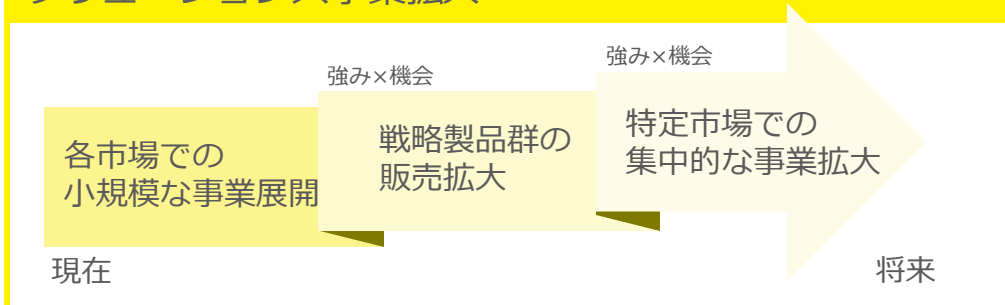 強み×機会
強み×機会
各市場での
小規模な事業展開
戦略製品群の
販売拡大
特定市場での
集中的な事業拡大
現在
将来